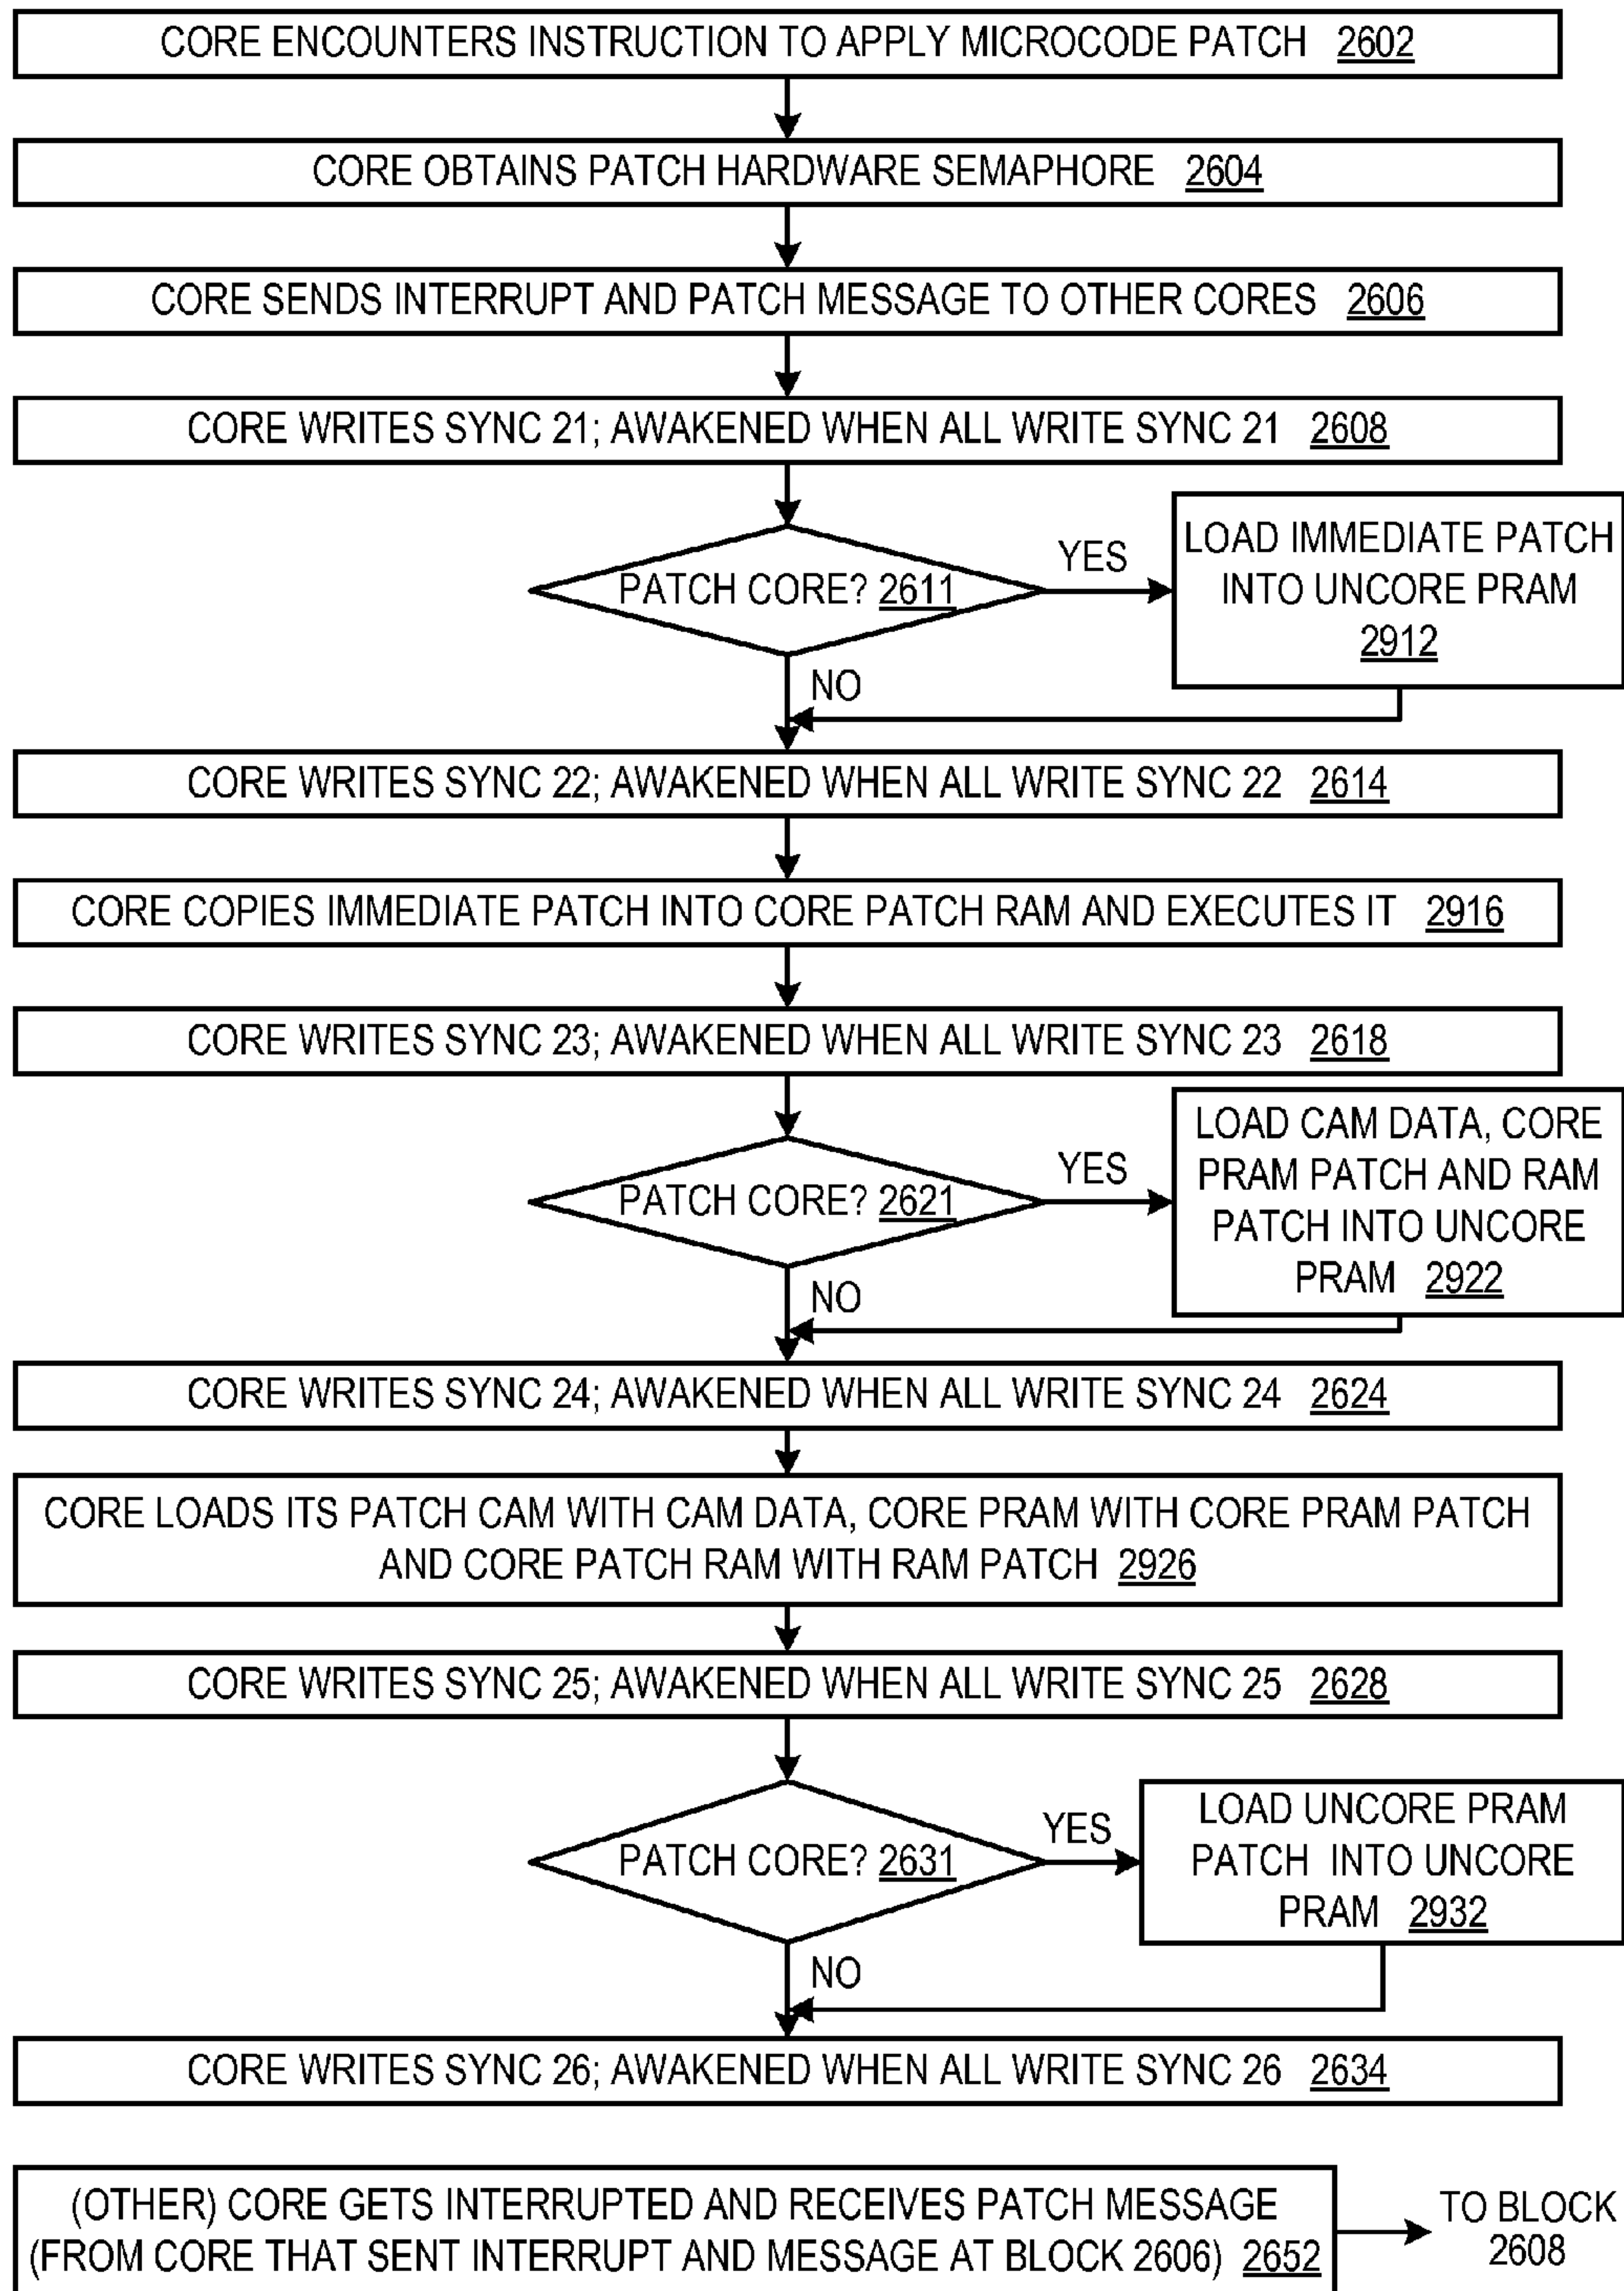 CORE ENCOUNTERS INSTRUCTION TO APPLY MICROCODE PATCH 2602
CORE OBTAINS PATCH HARDWARE SEMAPHORE 2604
CORE SENDS INTERRUPT AND PATCH MESSAGE TO OTHER CORES 2606
CORE WRITES SYNC 21; AWAKENED WHEN ALL WRITE SYNC 21 2608
PATCH CORE? 2611
YES
LOAD IMMEDIATE PATCH
INTO UNCORE PRAM
2912
NO
CORE WRITES SYNC 22; AWAKENED WHEN ALL WRITE SYNC 22 2614
CORE COPIES IMMEDIATE PATCH INTO CORE PATCH RAM AND EXECUTES IT 2916
CORE WRITES SYNC 23; AWAKENED WHEN ALL WRITE SYNC 23 2618
PATCH CORE? 2621
YES
LOAD CAM DATA, CORE
PRAM PATCH AND RAM
PATCH INTO UNCORE
PRAM 2922
NO
CORE WRITES SYNC 24; AWAKENED WHEN ALL WRITE SYNC 24 2624
CORE LOADS ITS PATCH CAM WITH CAM DATA, CORE PRAM WITH CORE PRAM PATCH
AND CORE PATCH RAM WITH RAM PATCH 2926
CORE WRITES SYNC 25; AWAKENED WHEN ALL WRITE SYNC 25 2628
PATCH CORE? 2631
YES
LOAD UNCORE PRAM
PATCH INTO UNCORE
PRAM 2932
NO
CORE WRITES SYNC 26; AWAKENED WHEN ALL WRITE SYNC 26 2634
(OTHER) CORE GETS INTERRUPTED AND RECEIVES PATCH MESSAGE
(FROM CORE THAT SENT INTERRUPT AND MESSAGE AT BLOCK 2606) 2652
TO BLOCK
2608